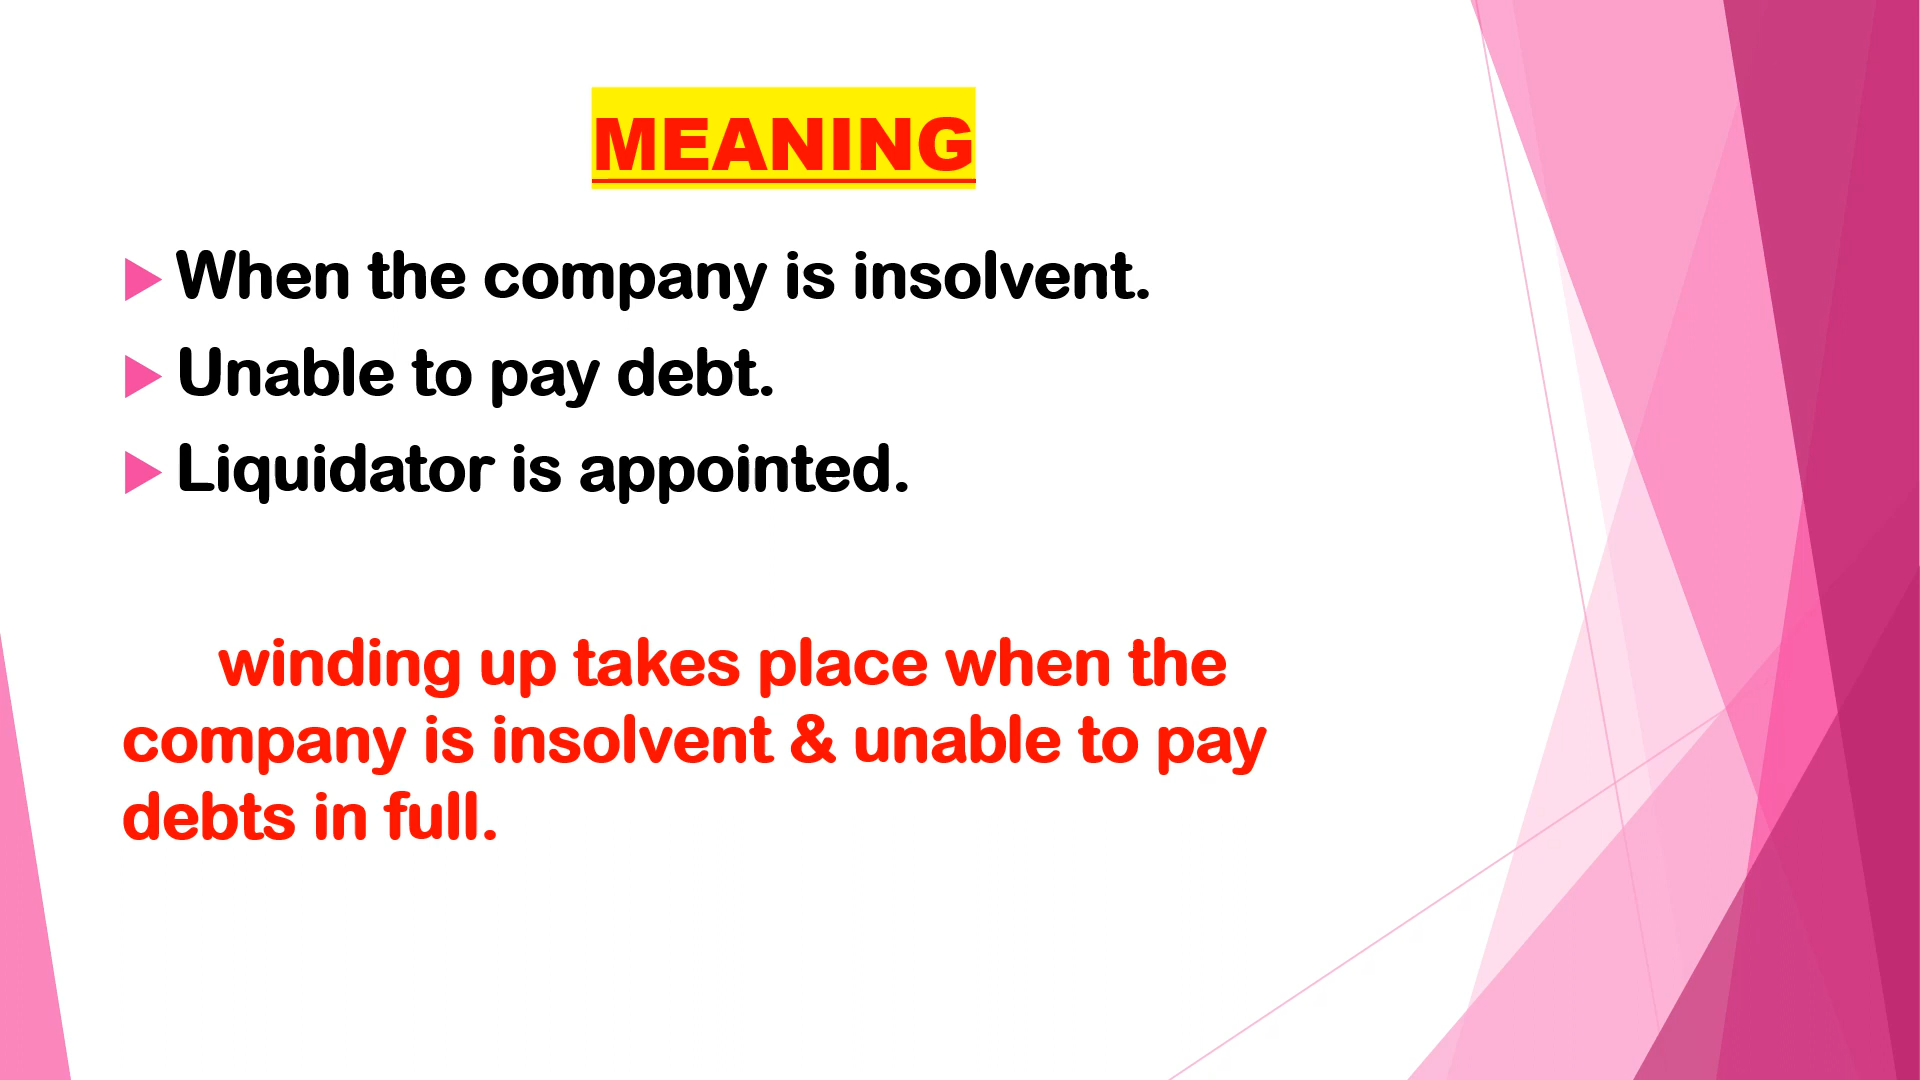 MEANING
When the company is insolvent.
Unable to pay debt.
Liquidator is appointed.
winding up takes place when the
company is insolvent & unable to pay
debts in full.